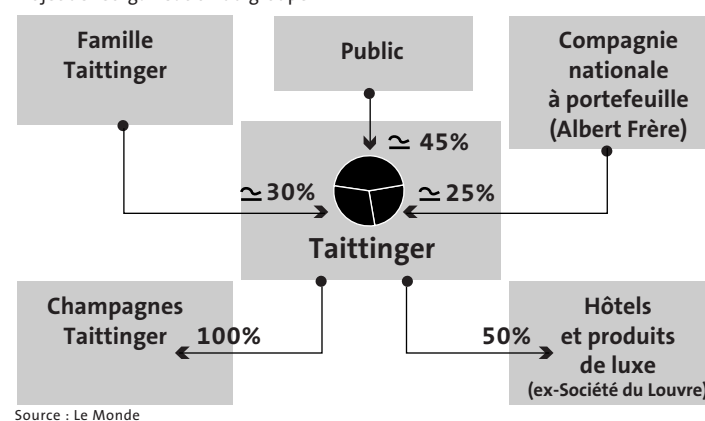 Famille
Taittinger
Public
Compagnie
nationale
à portefeuille
(Albert Frère)
≃ 45%
≃ 30%
≃ 25%
Taittinger
Champagnes
Taittinger
100%
50%
Hôtels
et produits
de luxe
(ex-Société du Louvre)
Source : Le Monde